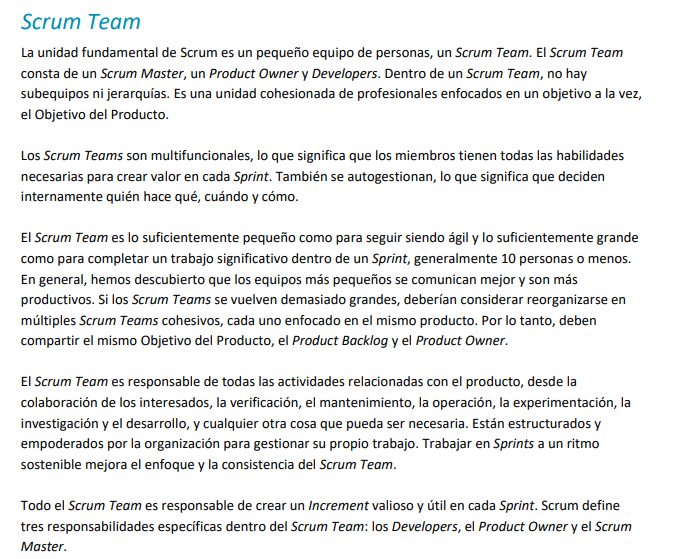 Scrum Team
La unidad fundamental de Scrum es un pequeño equipo de personas, un Scrum Team. El Scrum Team
consta de un Scrum Master, un Product Owner y Developers. Dentro de un Scrum Team, no hay
subequipos ni jerarquías. Es una unidad cohesionada de profesionales enfocados en un objetivo a la vez,
el Objetivo del Producto.
Los Scrum Teams son multifuncionales, lo que significa que los miembros tienen todas las habilidades
necesarias para crear valor en cada Sprint. También se autogestionan, lo que significa que deciden
internamente quién hace qué, cuándo y cómo.
El Scrum Team es lo suficientemente pequeño como para seguir siendo ágil y lo suficientemente grande
como para completar un trabajo significativo dentro de un Sprint, generalmente 10 personas o menos.
En general, hemos descubierto que los equipos más pequeños se comunican mejor y son más
productivos. Si los Scrum Teams se vuelven demasiado grandes, deberían considerar reorganizarse en
múltiples Scrum Teams cohesivos, cada uno enfocado en el mismo producto. Por lo tanto, deben
compartir el mismo Objetivo del Producto, el Product Backlog y el Product Owner.
El Scrum Team es responsable de todas las actividades relacionadas con el producto, desde la
colaboración de los interesados, la verificación, el mantenimiento, la operación, la experimentación, la
investigación y el desarrollo, y cualquier otra cosa que pueda ser necesaria. Están estructurados y
empoderados por la organización para gestionar su propio trabajo. Trabajar en Sprints a un ritmo
sostenible mejora el enfoque y la consistencia del Scrum Team.
Todo el Scrum Team es responsable de crear un Increment valioso y útil en cada Sprint. Scrum define
tres responsabilidades específicas dentro del Scrum Team: los Developers, el Product Owner y el Scrum
Master.